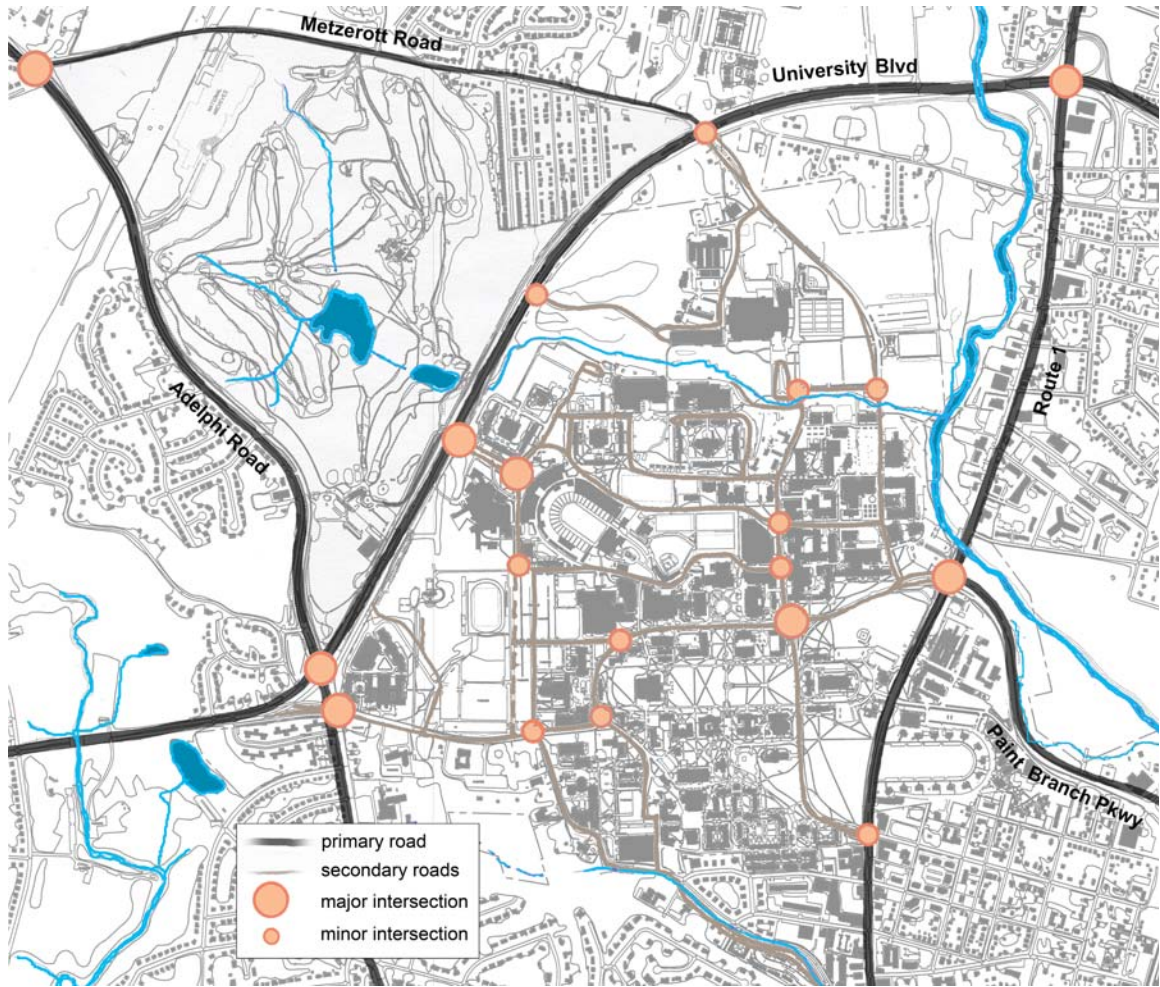 Metzerott Road
University Blvd
Adelphi Road
Route 1
Paint Branch Pkwy
primary road
secondary roads
major intersection
minor intersection